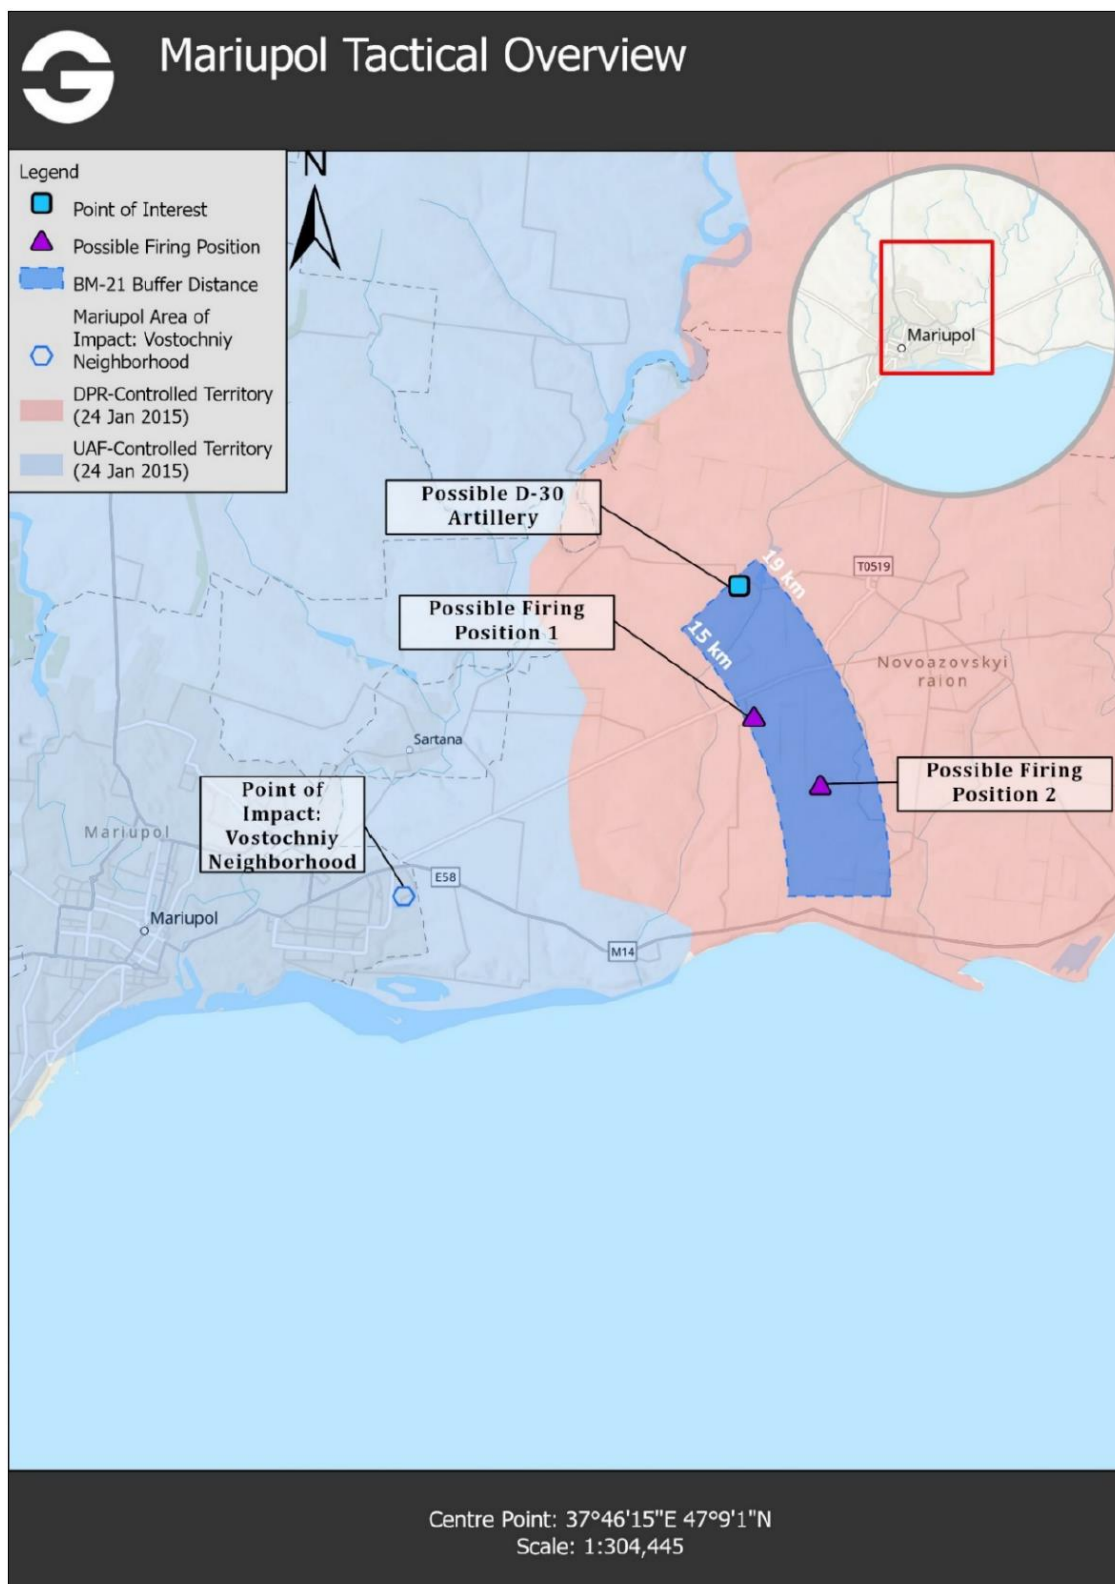 Mariupol Tactical Overview
Legend
Point of Interest
Possible Firing Position
BM-21 Buffer Distance
Mariupol Area of
Impact: Vostochniy
Neighborhood
DPR-Controlled Territory
(24 Jan 2015)
UAF-Controlled Territory
(24 Jan 2015)
N
Mariupol
Possible D-30
Artillery
19 km
T0519
Possible Firing
Position 1
15 km
Novoazovskyi
raion
Sartana
Possible Firing
Position 2
Point of
Impact:
Vostochniy
Neighborhood
Mariupol
E58
Mariupol
M14
Centre Point: 37°46'15"E 47°9'1"N
Scale: 1:304,445